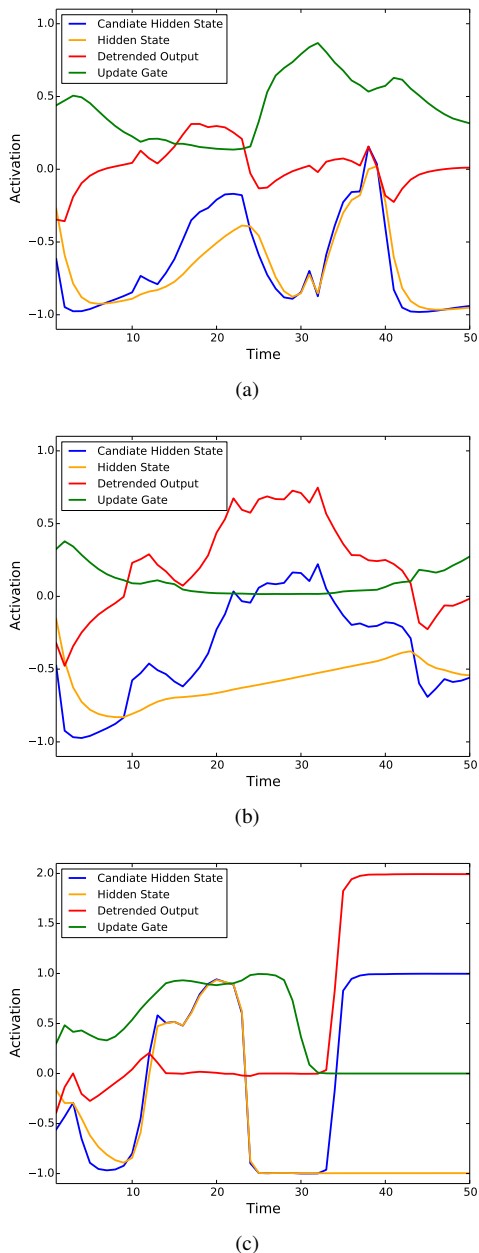 1.0
0.5
0.0
−0.5
−1.0
Activation
Candiate Hidden State
Hidden State
Detrended Output
Update Gate
10 20 30 40 50
Time
(a)
1.0
0.5
0.0
−0.5
−1.0
Activation
Candiate Hidden State
Hidden State
Detrended Output
Update Gate
10 20 30 40 50
Time
(b)
2.0
1.5
1.0
0.5
0.0
−0.5
−1.0
Activation
Candiate Hidden State
Hidden State
Detrended Output
Update Gate
10 20 30 40 50
Time
(c)